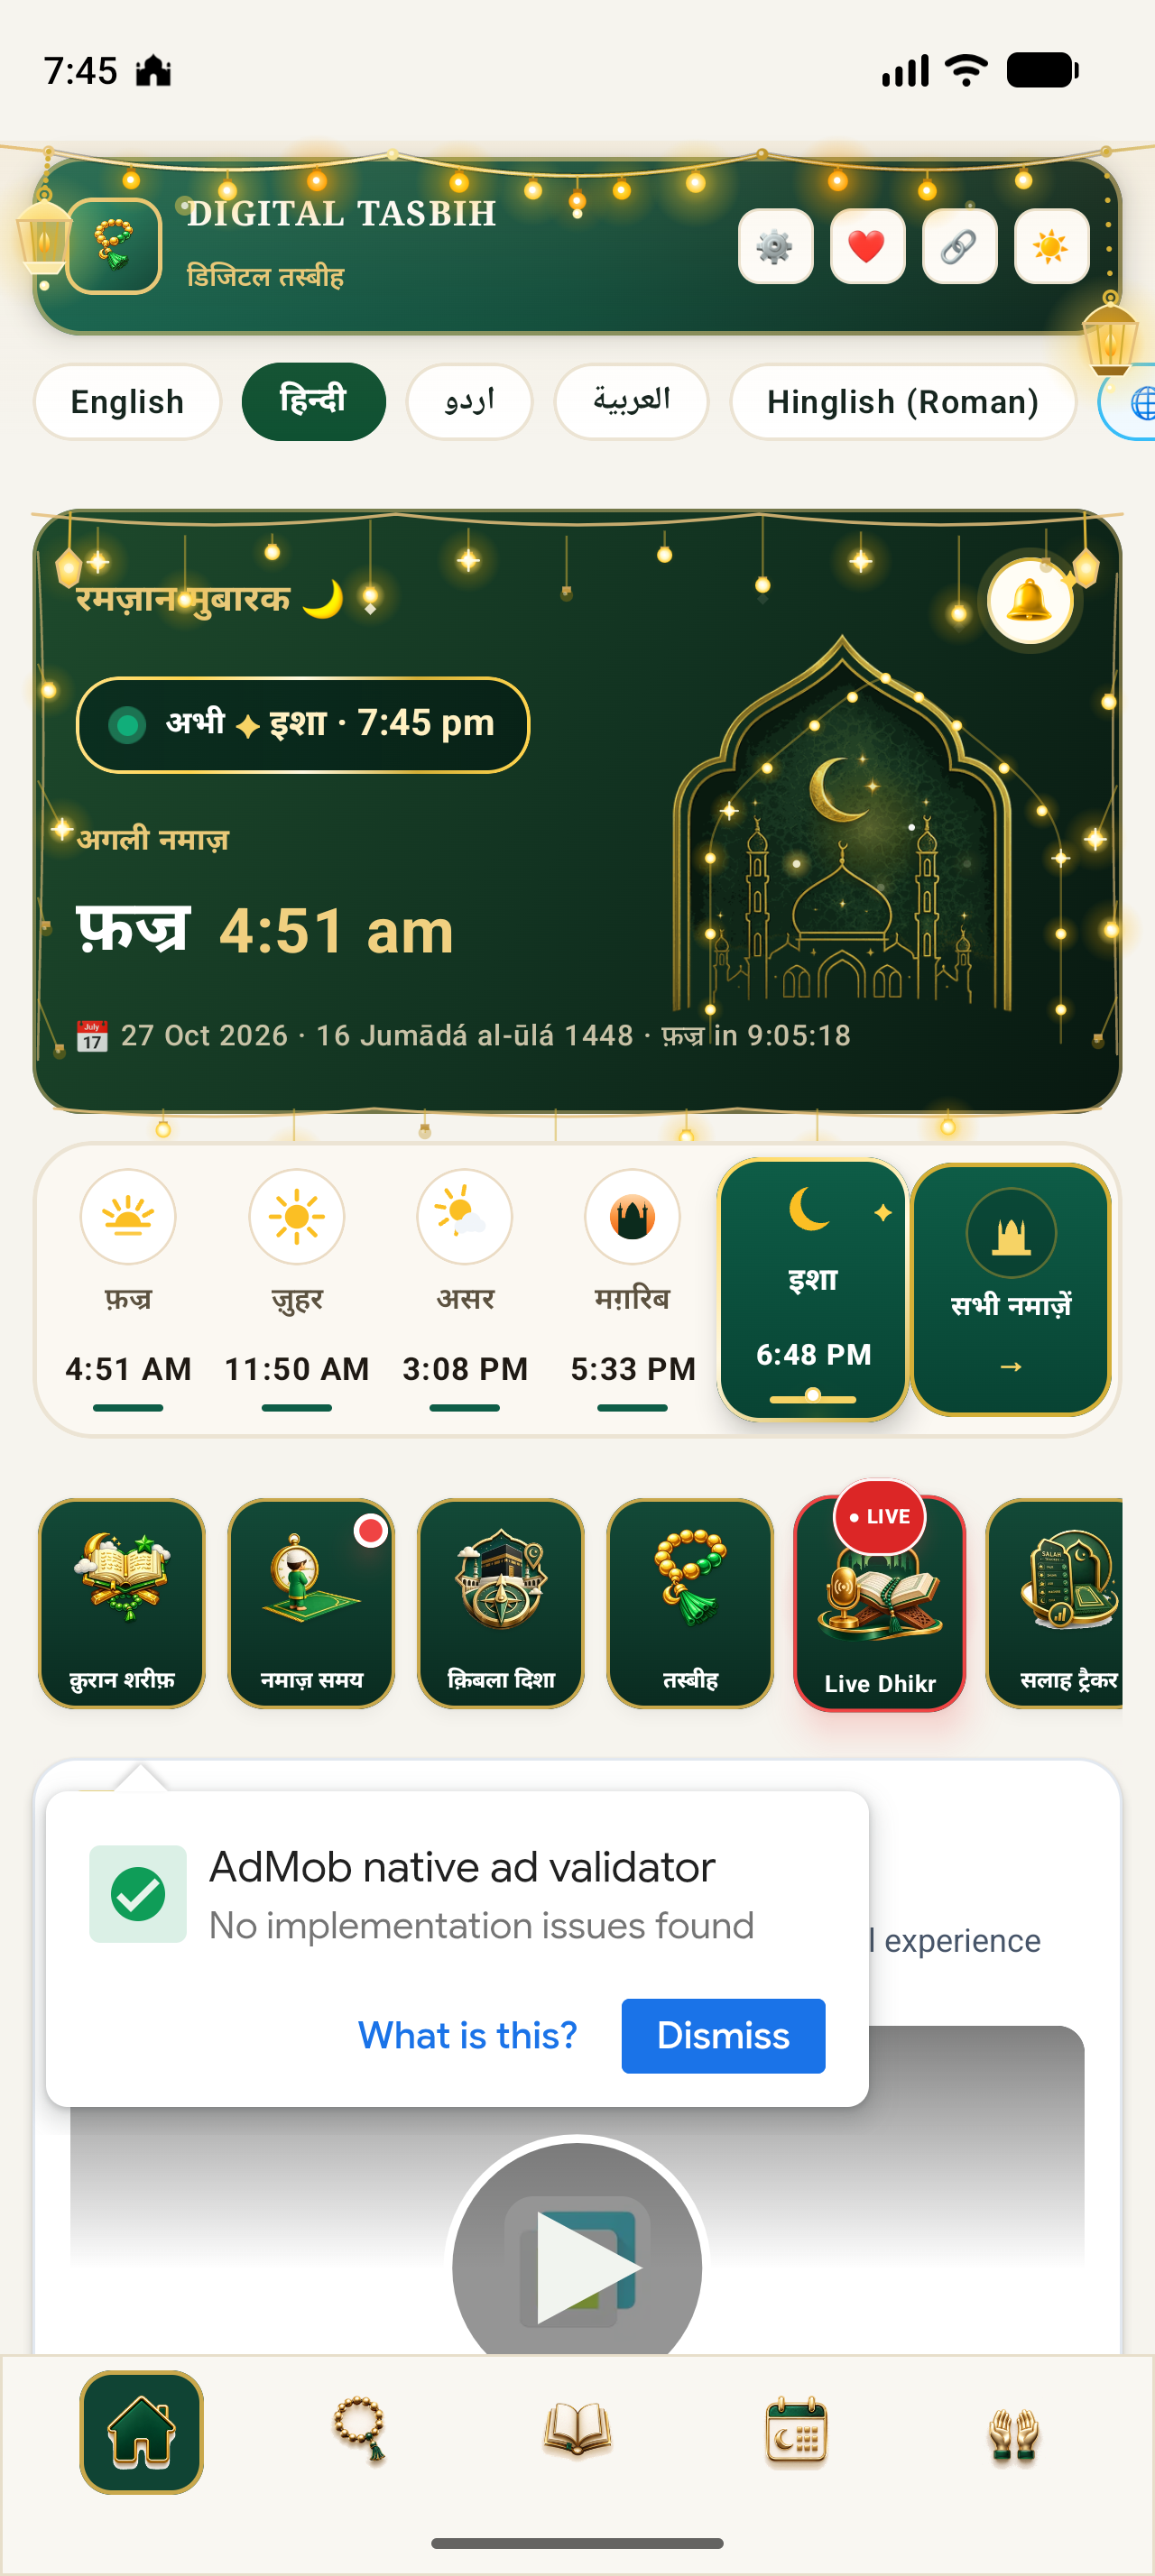 7:45
DIGITAL TASBIH
डिजिटल तस्बीह
English
हिन्दी
اردو
العربية
Hinglish (Roman)
रमज़ान मुबारक
अभी इशा · 7:45 pm
अगली नमाज़
फ़ज्र 4:51 am
July 17 27 Oct 2026 · 16 Jumādá al-ūlá 1448 · फ़ज्र in 9:05:18
फ़ज्र
ज़ुहर
असर
मग़रिब
इशा
सभी नमाज़ें
4:51 AM
11:50 AM
3:08 PM
5:33 PM
6:48 PM
→
• LIVE
SALAH
क़ुरान शरीफ़
नमाज़ समय
क़िबला दिशा
तस्बीह
Live Dhikr
सलाह ट्रैकर
AdMob native ad validator
No implementation issues found
l experience
What is this?
Dismiss